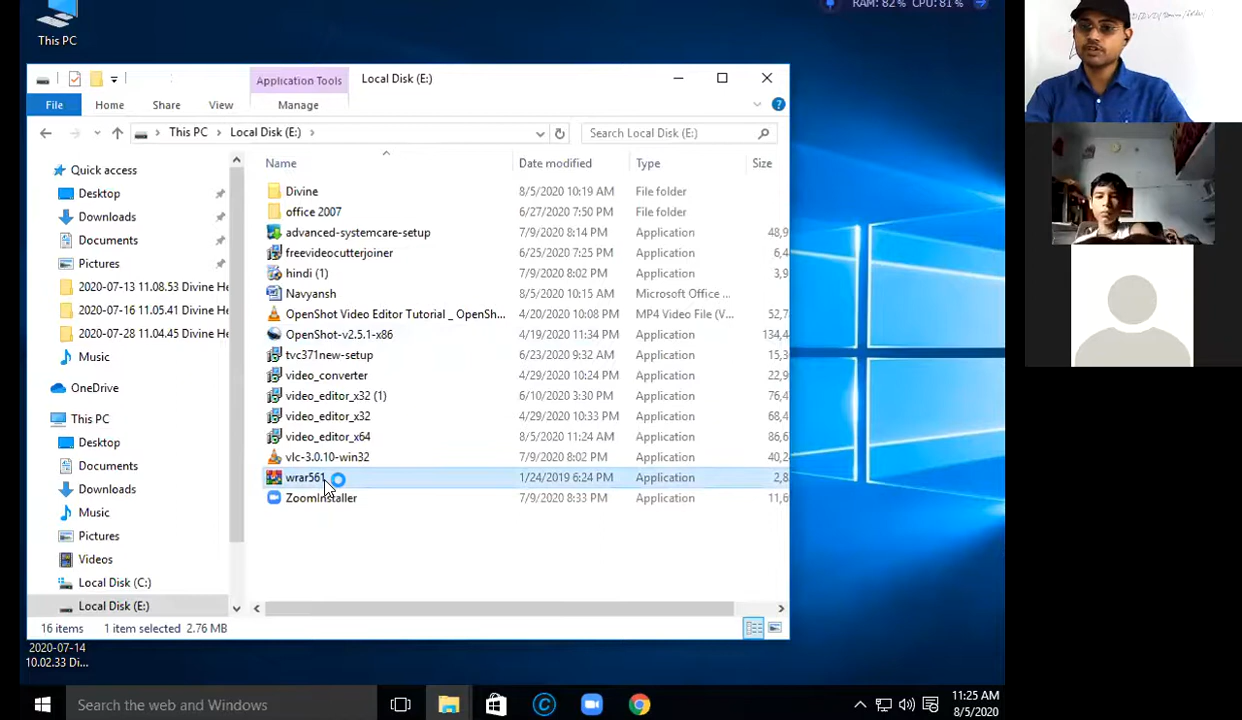 RAM: 82% CPU: 81%
This PC
Application Tools
Local Disk (E:)
File
Home
Share
View
Manage
This PC
Local Disk (E:)
Search Local Disk (E:)
Name
Date modified
Type
Size
Quick access
Desktop
Downloads
Documents
Pictures
2020-07-13 11.08.53 Divine He
2020-07-16 11.05.41 Divine He
2020-07-28 11.04.45 Divine He
Music
OneDrive
This PC
Desktop
Documents
Downloads
Music
Pictures
Videos
Local Disk (C:)
Local Disk (E:)
Divine 8/5/2020 10:19 AM File folder
office 2007 6/27/2020 7:50 PM File folder
advanced-systemcare-setup 7/9/2020 8:14 PM Application 48,9
freevideocutterjoiner 6/25/2020 7:25 PM Application 6,4
hindi (1) 7/9/2020 8:02 PM Application 3,9
Navyansh 8/5/2020 10:15 AM Microsoft Office ...
OpenShot Video Editor Tutorial _ OpenSh... 4/20/2020 10:08 PM MP4 Video File (V... 52,7
OpenShot-v2.5.1-x86 4/19/2020 11:34 PM Application 134,4
tvc371new-setup 6/23/2020 9:32 AM Application 15,3
video_converter 4/29/2020 10:24 PM Application 22,9
video_editor_x32 (1) 6/10/2020 3:30 PM Application 76,4
video_editor_x32 4/29/2020 10:33 PM Application 68,4
video_editor_x64 8/5/2020 11:24 AM Application 86,6
vlc-3.0.10-win32 7/9/2020 8:02 PM Application 40,2
wrar561 1/24/2019 6:24 PM Application 2,8
ZoomInstaller 7/9/2020 8:33 PM Application 11,6
16 items 1 item selected 2.76 MB
2020-07-14
10.02.33 Di...
Search the web and Windows
11:25 AM
8/5/2020